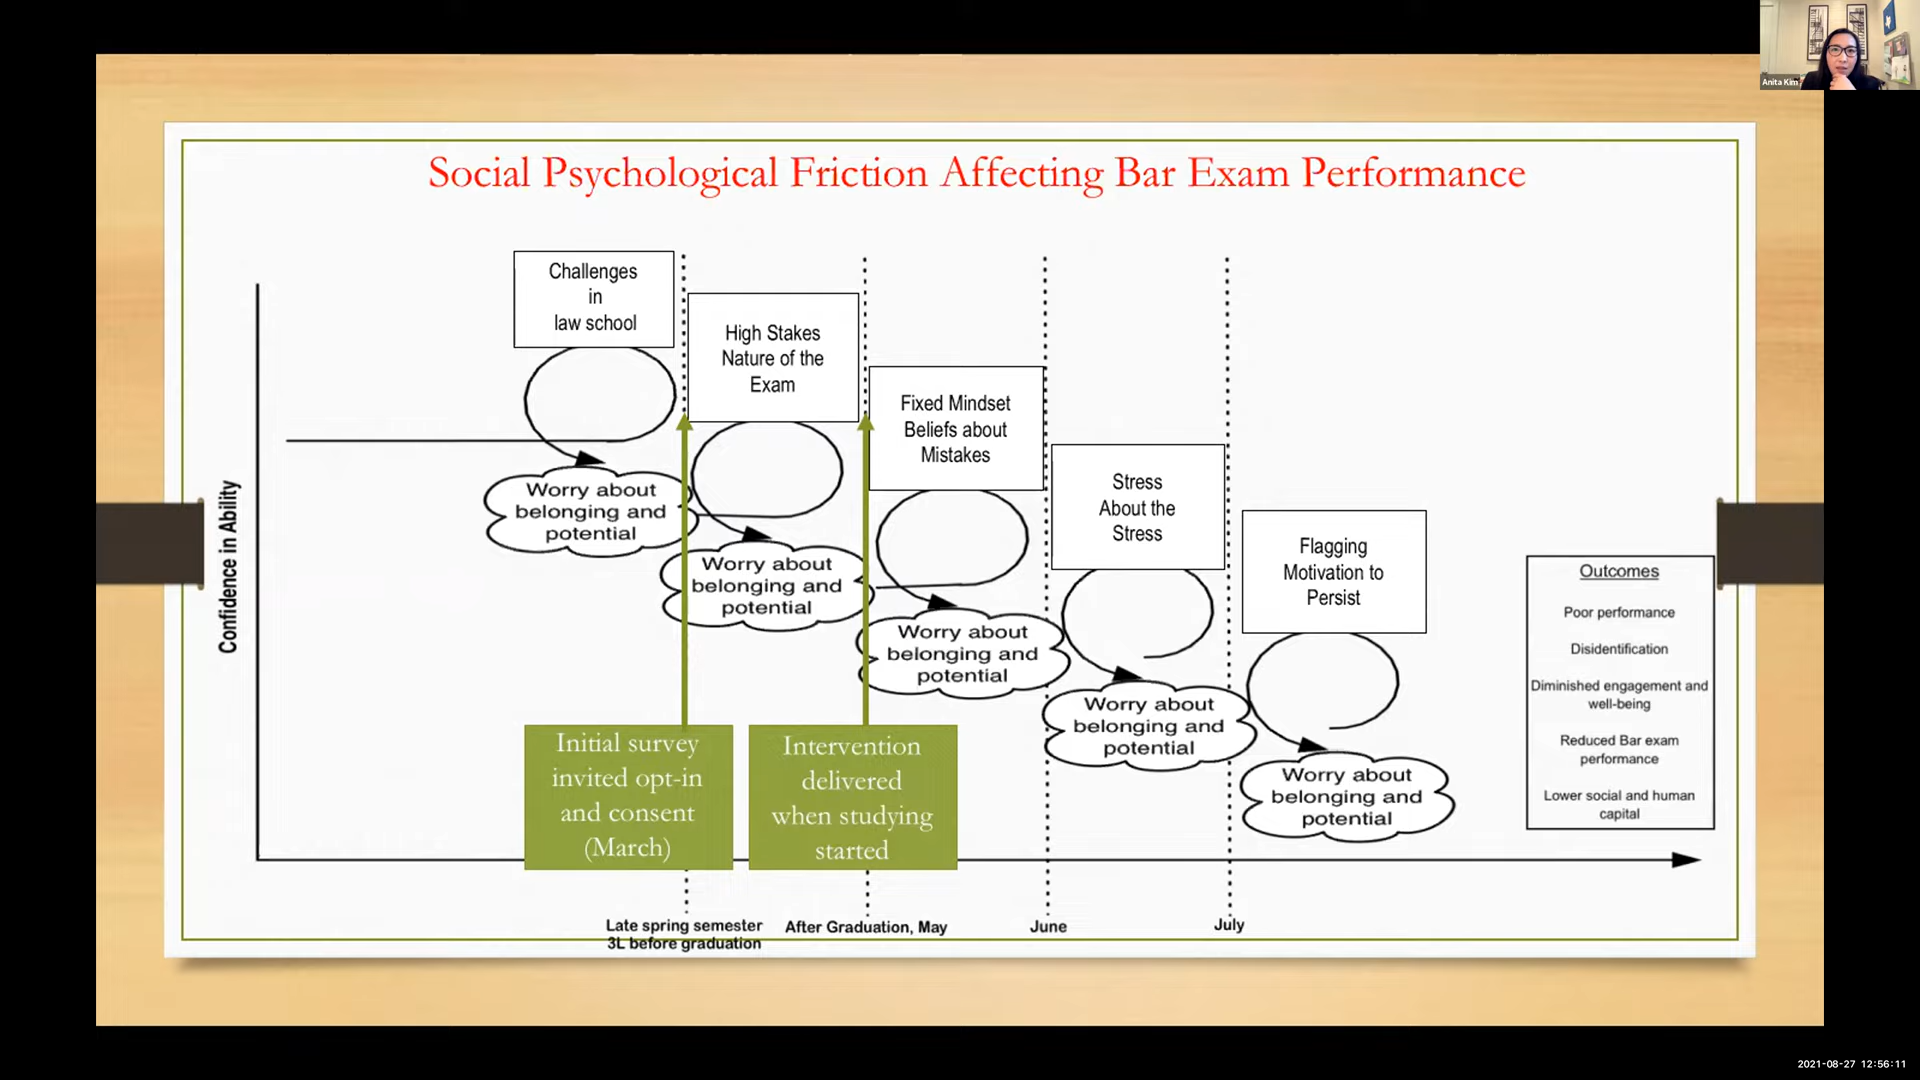 Anita Kim
Social Psychological Friction Affecting Bar Exam Performance
Challenges
in
law school
High Stakes
Nature of the
Exam
Fixed Mindset
Beliefs about
Mistakes
Stress
About the
Stress
Flagging
Motivation to
Persist
Worry about
belonging and
potential
Worry about
belonging and
potential
Worry about
belonging and
potential
Worry about
belonging and
potential
Worry about
belonging and
potential
Confidence in Ability
Outcomes
Poor performance
Disidentification
Diminished engagement and
well-being
Reduced Bar exam
performance
Lower social and human
capital
Initial survey
invited opt-in
and consent
(March)
Intervention
delivered
when studying
started
Late spring semester
3L before graduation
After Graduation, May
June
July
2021-08-27 12:56:11